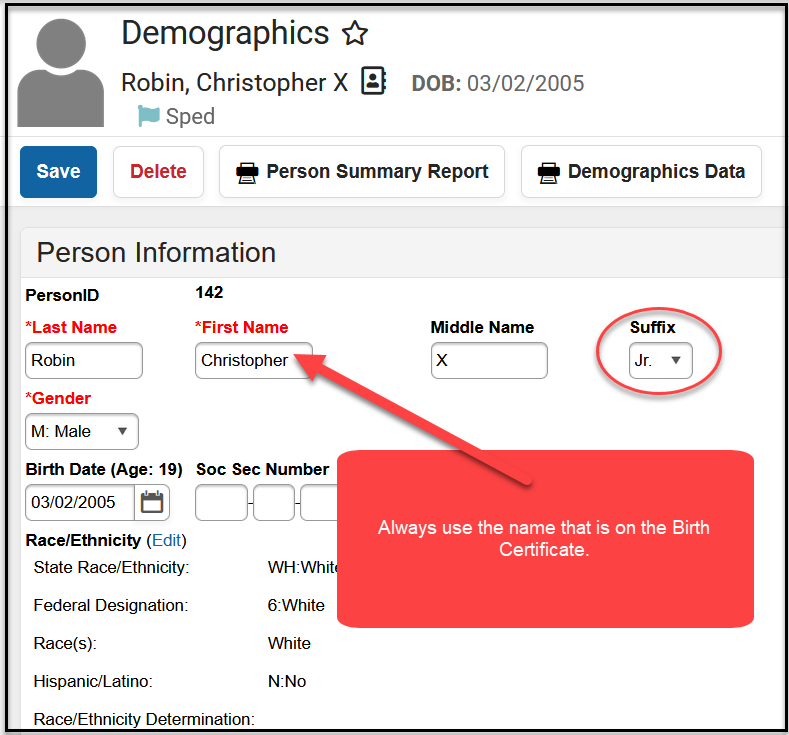 Demographics
Robin, Christopher X DOB: 03/02/2005
Sped
Save Delete Person Summary Report Demographics Data
Person Information
PersonID 142
*Last Name *First Name Middle Name Suffix
Robin Christopher X Jr.
*Gender
M: Male
Birth Date (Age: 19) Soc Sec Number
03/02/2005 - -
Always use the name that is on the Birth
Certificate.
Race/Ethnicity (Edit)
State Race/Ethnicity: WH:White
Federal Designation: 6:White
Race(s): White
Hispanic/Latino: N:No
Race/Ethnicity Determination: